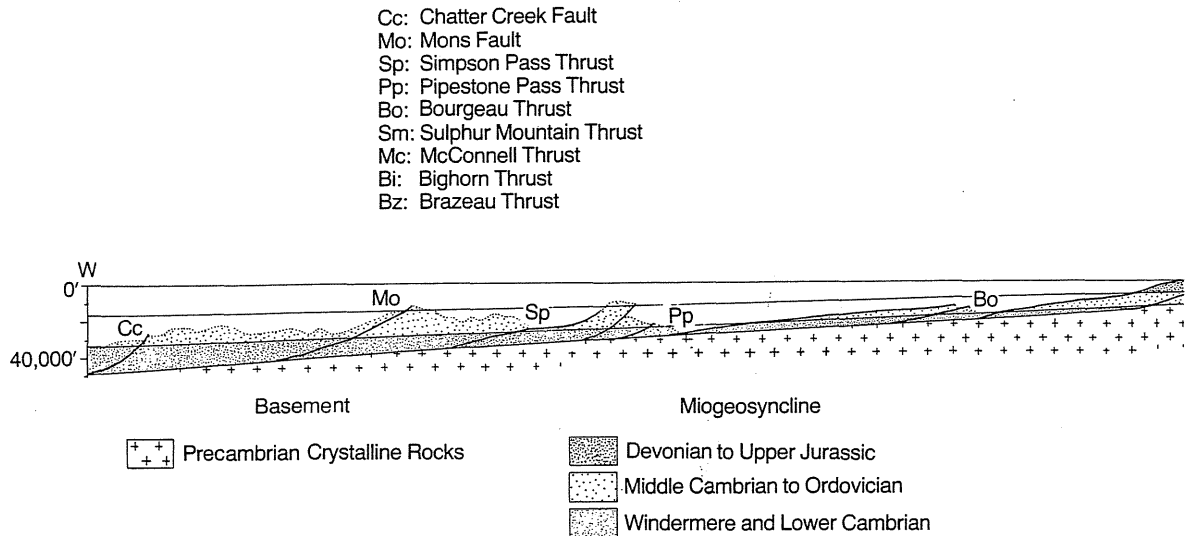 Cc: Chatter Creek Fault
Mo: Mons Fault
Sp: Simpson Pass Thrust
Pp: Pipestone Pass Thrust
Bo: Bourgeau Thrust
Sm: Sulphur Mountain Thrust
Mc: McConnell Thrust
Bi: Bighorn Thrust
Bz: Brazeau Thrust
W
0'
40,000'
Cc
Mo
Sp
Pp
Bo
Basement
Miogeosyncline
Precambrian Crystalline Rocks
Devonian to Upper Jurassic
Middle Cambrian to Ordovician
Windermere and Lower Cambrian